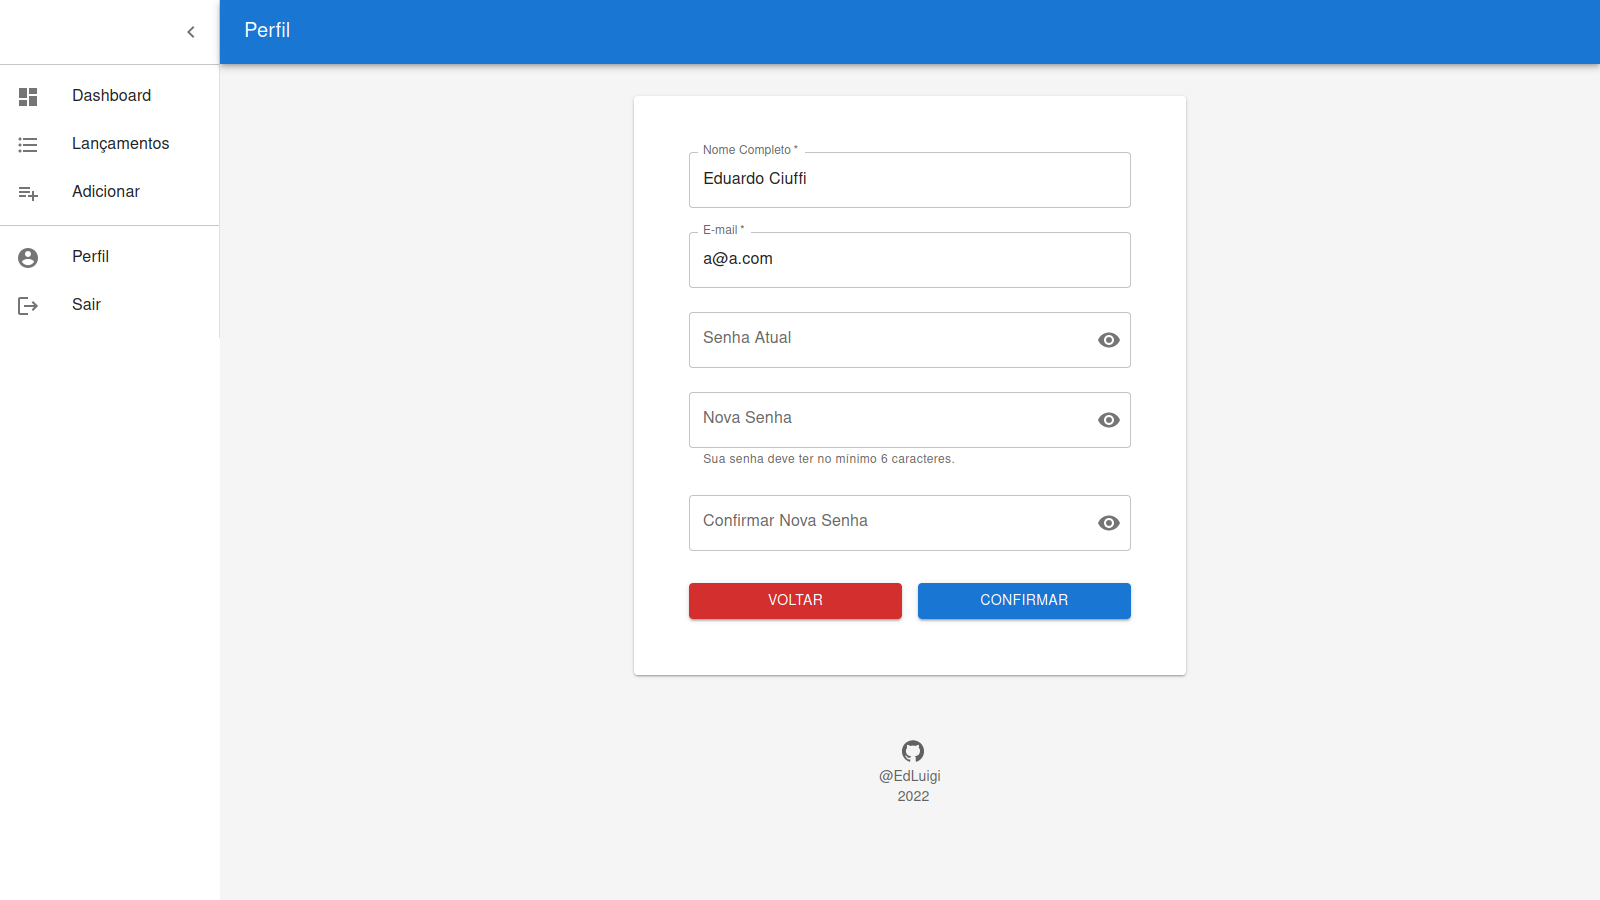 Perfil
Dashboard
Lançamentos
Adicionar
Perfil
Sair
Nome Completo *
Eduardo Ciuffi
E-mail *
a@a.com
Senha Atual
Nova Senha
Sua senha deve ter no mínimo 6 caracteres.
Confirmar Nova Senha
VOLTAR
CONFIRMAR
@EdLuigi
2022